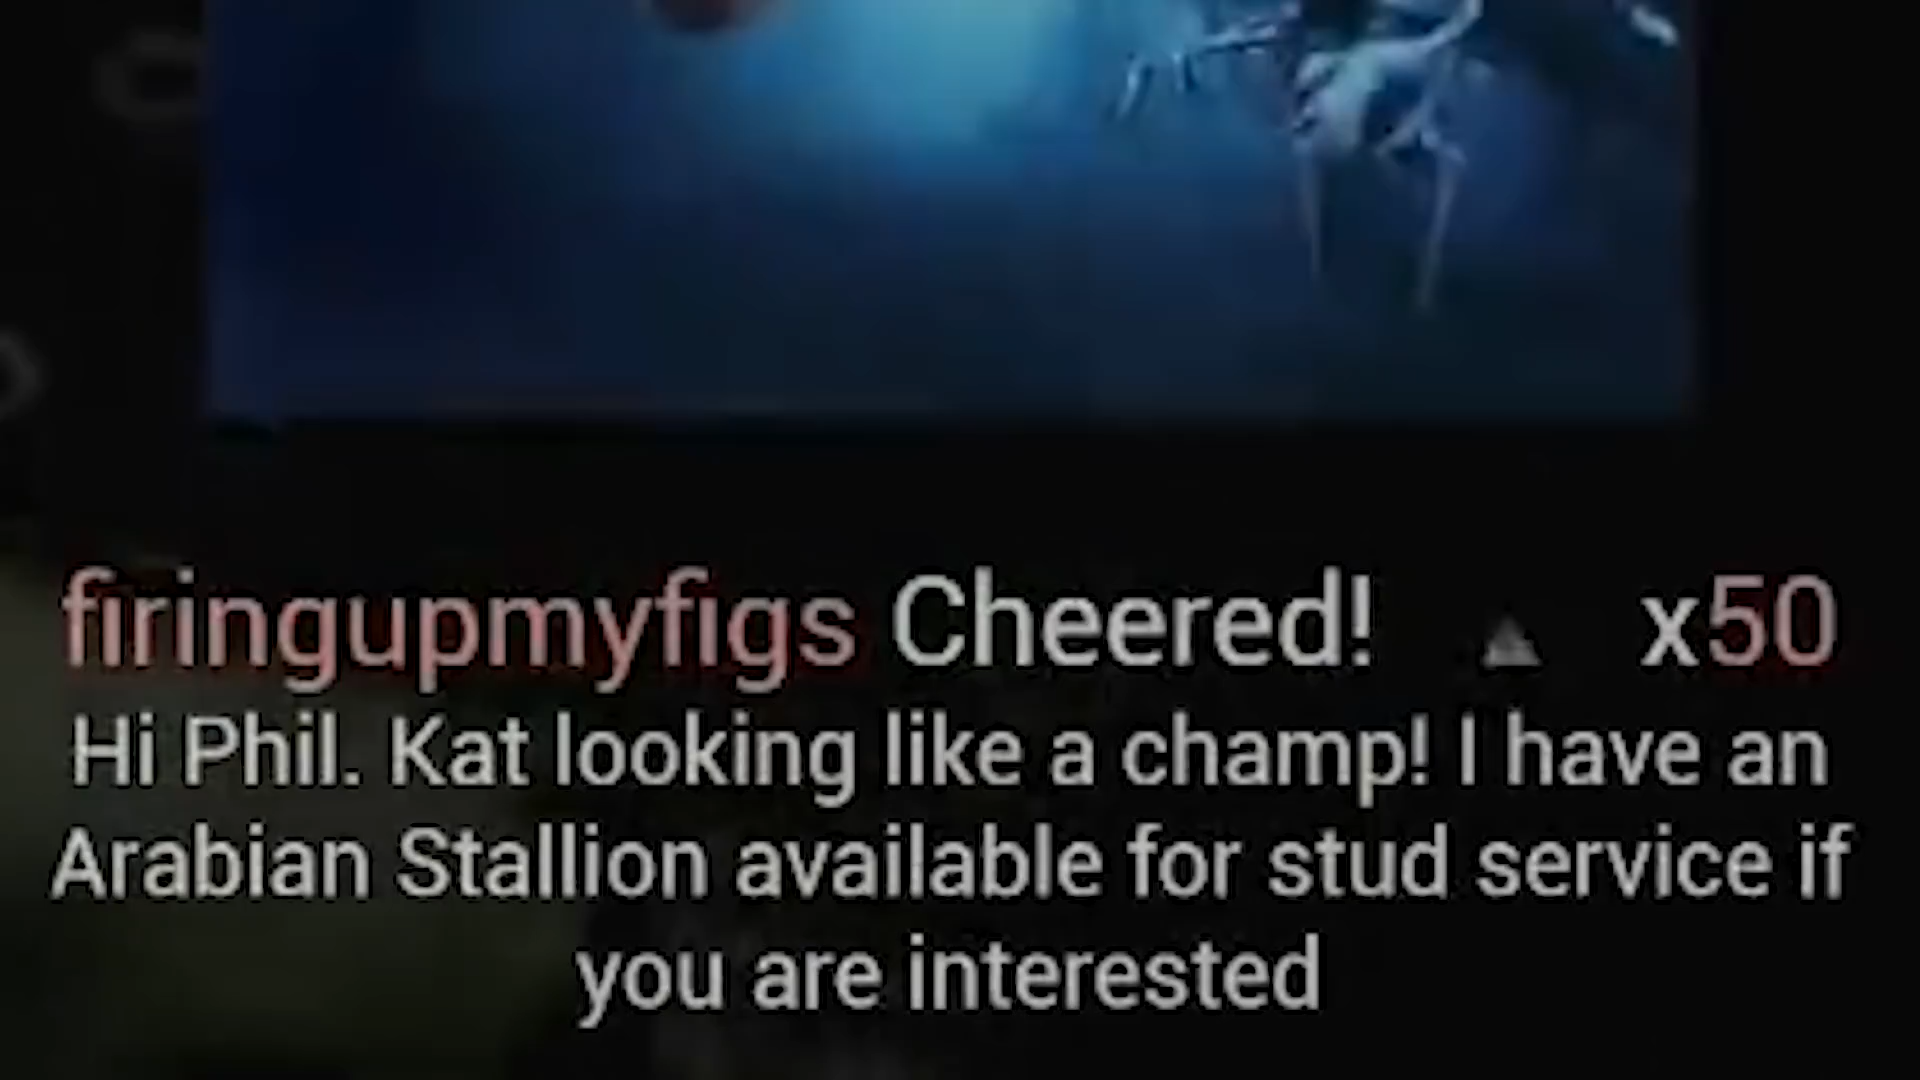 firingupmyfigs Cheered! x50
Hi Phil. Kat looking like a champ! I have an
Arabian Stallion available for stud service if
you are interested